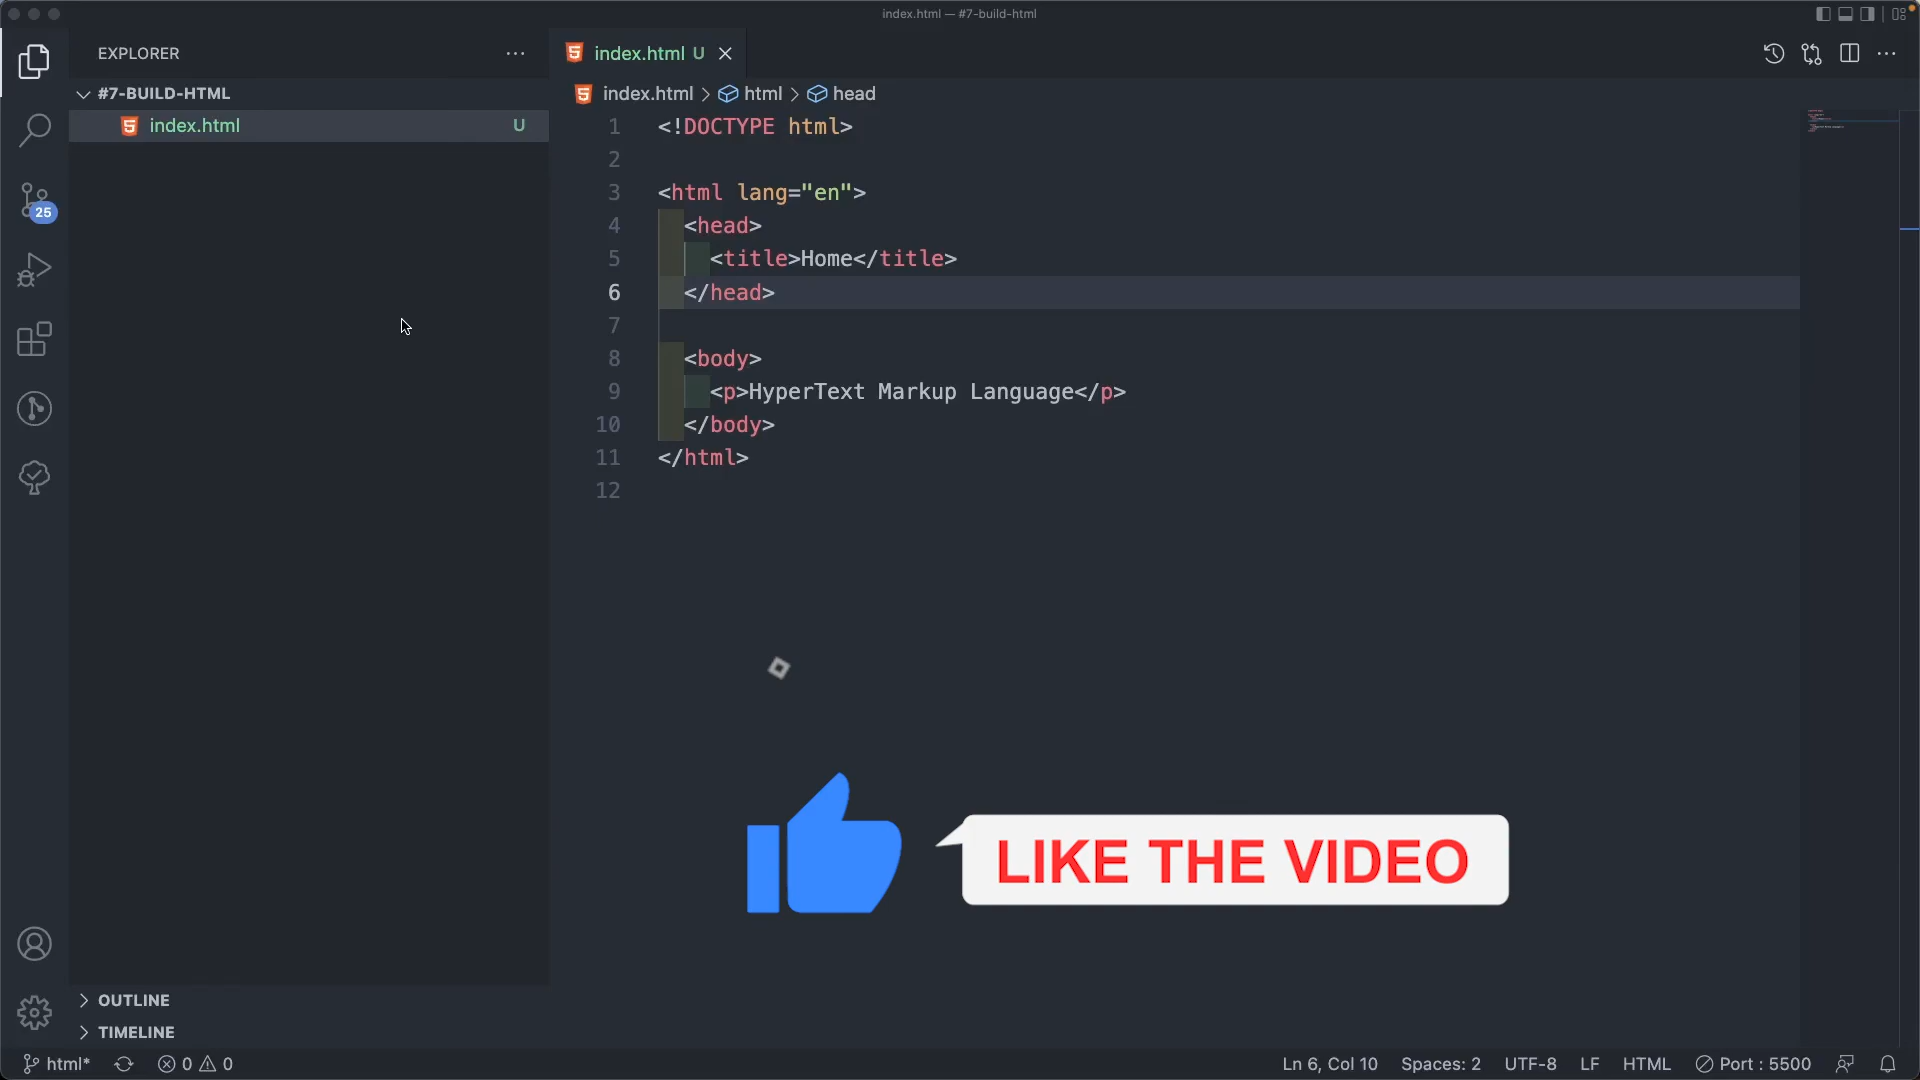 index.html — #7-build-html
EXPLORER
index.html U
#7-BUILD-HTML
index.html > html > head
index.html U
25
1 <!DOCTYPE html>
2
3 <html lang="en">
4 <head>
5 <title>Home</title>
6 </head>
7
8 <body>
9 <p>HyperText Markup Language</p>
10 </body>
11 </html>
12
LIKE THE VIDEO
OUTLINE
TIMELINE
html* 0 0 Ln 6, Col 10 Spaces: 2 UTF-8 LF HTML Port : 5500